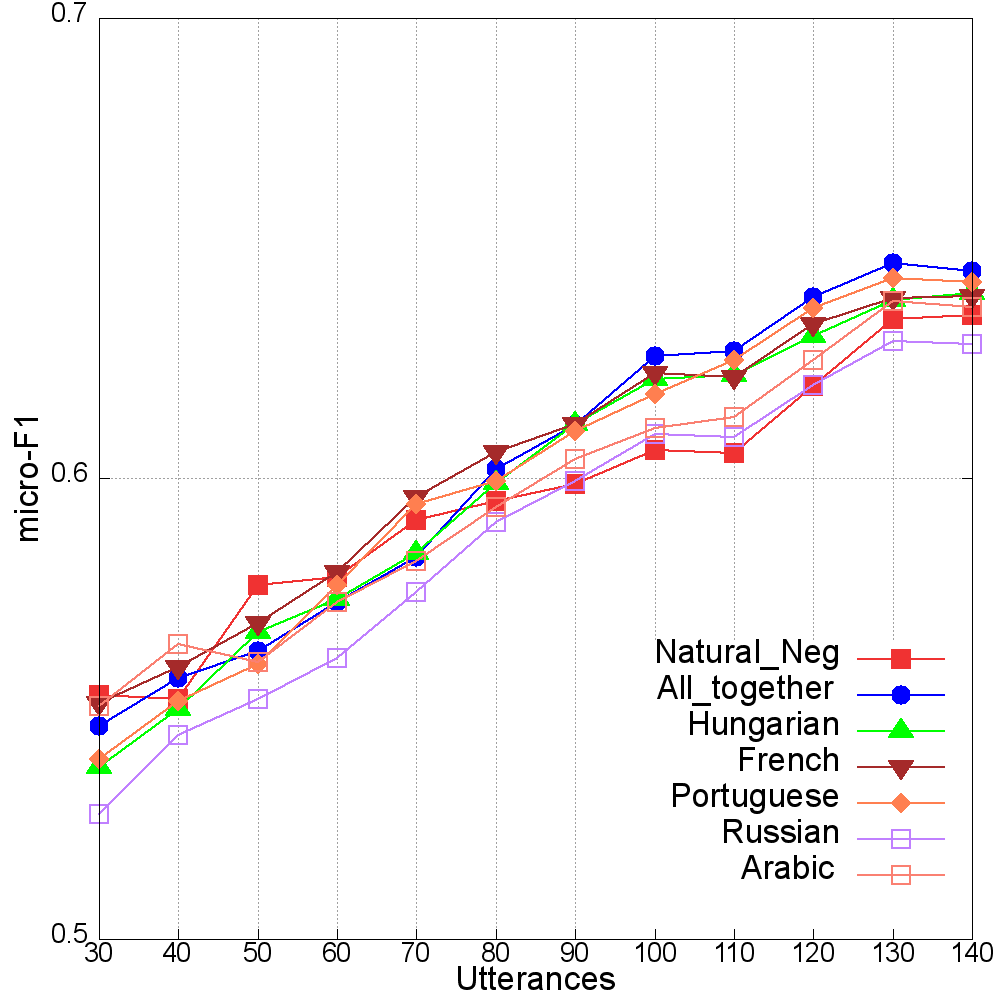 0.7
0.6
0.5
micro-F1
Natural_Neg
All_together
Hungarian
French
Portuguese
Russian
Arabic
30 40 50 60 70 80 90 100 110 120 130 140
Utterances